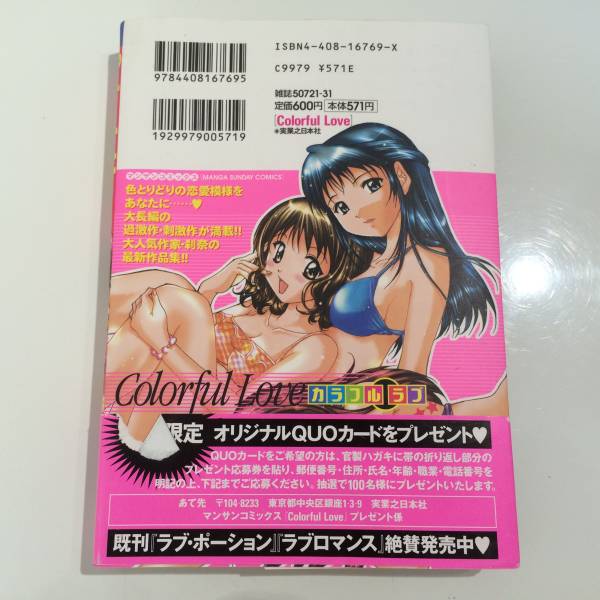 ISBN4-408-16769-X
C9979 ¥571E
9784408167695
雑誌50721-31
定価600円 本体571円
[Colorful Love]
●実業之日本社
1929979005719
マンサンコミックス MANGA SUNDAY COMICS
色とりどりの恋愛模様を
あなたに……♥
大長編の
過激作・刺激作が満載!!
大人気作家・刹奈の
最新作品集!!
Colorful Love カラフルラブ
限定 オリジナルQUOカードをプレゼント♥
QUOカードをご希望の方は、官製ハガキに帯の折り返し部分の
プレゼント応募券を貼り、郵便番号・住所・氏名・年齢・職業・電話番号を
明記の上、下記までご応募ください。抽選で100名様にプレゼントいたします。
あて先 〒104-8233 東京都中央区銀座1-3-9 実業之日本社
マンサンコミックス「Colorful Love」プレゼント係
既刊『ラブ・ポーション』『ラブロマンス』絶賛発売中♥